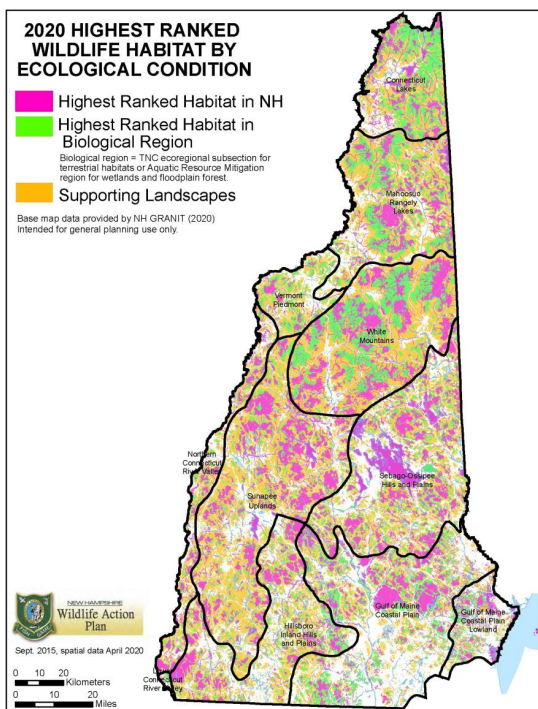 2020 HIGHEST RANKED
WILDLIFE HABITAT BY
ECOLOGICAL CONDITION
Highest Ranked Habitat in NH
Highest Ranked Habitat in
Biological Region
Biological region = TNC ecoregional subsection for
terrestrial habitats or Aquatic Resource Mitigation
region for wetlands and floodplain forest.
Supporting Landscapes
Base map data provided by NH GRANIT (2020)
Intended for general planning use only.
Connecticut
Lakes
Mahoosuc
Rangely
Lakes
Vermont
Piedmont
White
Mountains
Northern
Connecticut
River Valley
Sebago-Ossipee
Hills and Plains
Sunapee
Uplands
Hillsboro
Inland Hills
and Plains
Gulf of Maine
Coastal Plain
Gulf of Maine
Coastal Plain
Lowland
Connecticut
River Valley
NEW HAMPSHIRE
Wildlife Action
Plan
Sept. 2015, spatial data April 2020
0 10 20
Kilometers
0 10 20
Miles